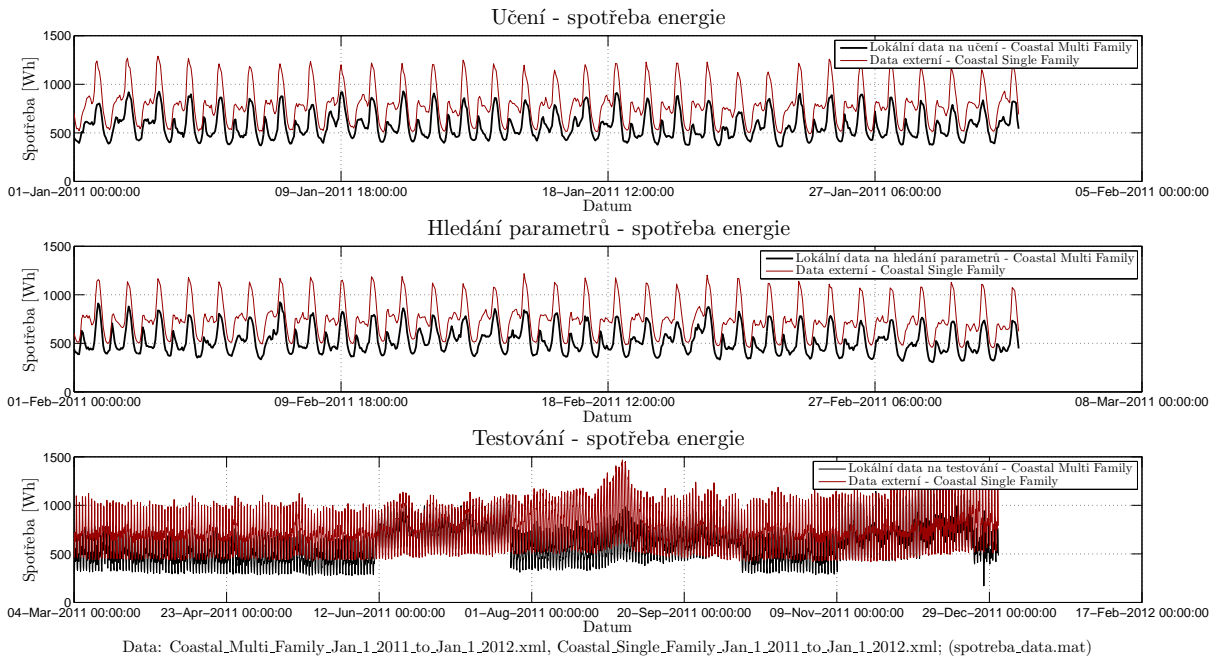 Učení - spotřeba energie
1500
1000
500
0
Spotřeba [Wh]
Lokální data na učení - Coastal Multi Family
Data externí - Coastal Single Family
01–Jan–2011 00:00:00
09–Jan–2011 18:00:00
18–Jan–2011 12:00:00
27–Jan–2011 06:00:00
05–Feb–2011 00:00:00
Datum
Hledání parametrů - spotřeba energie
1500
1000
500
0
Spotřeba [Wh]
Lokální data na hledání parametrů - Coastal Multi Family
Data externí - Coastal Single Family
01–Feb–2011 00:00:00
09–Feb–2011 18:00:00
18–Feb–2011 12:00:00
27–Feb–2011 06:00:00
08–Mar–2011 00:00:00
Datum
Testování - spotřeba energie
1500
1000
500
0
Spotřeba [Wh]
Lokální data na testování - Coastal Multi Family
Data externí - Coastal Single Family
04–Mar–2011 00:00:00
23–Apr–2011 00:00:00
12–Jun–2011 00:00:00
01–Aug–2011 00:00:00
20–Sep–2011 00:00:00
09–Nov–2011 00:00:00
29–Dec–2011 00:00:00
17–Feb–2012 00:00:00
Datum
Data: Coastal_Multi_Family_Jan_1_2011_to_Jan_1_2012.xml, Coastal_Single_Family_Jan_1_2011_to_Jan_1_2012.xml; (spotreba_data.mat)